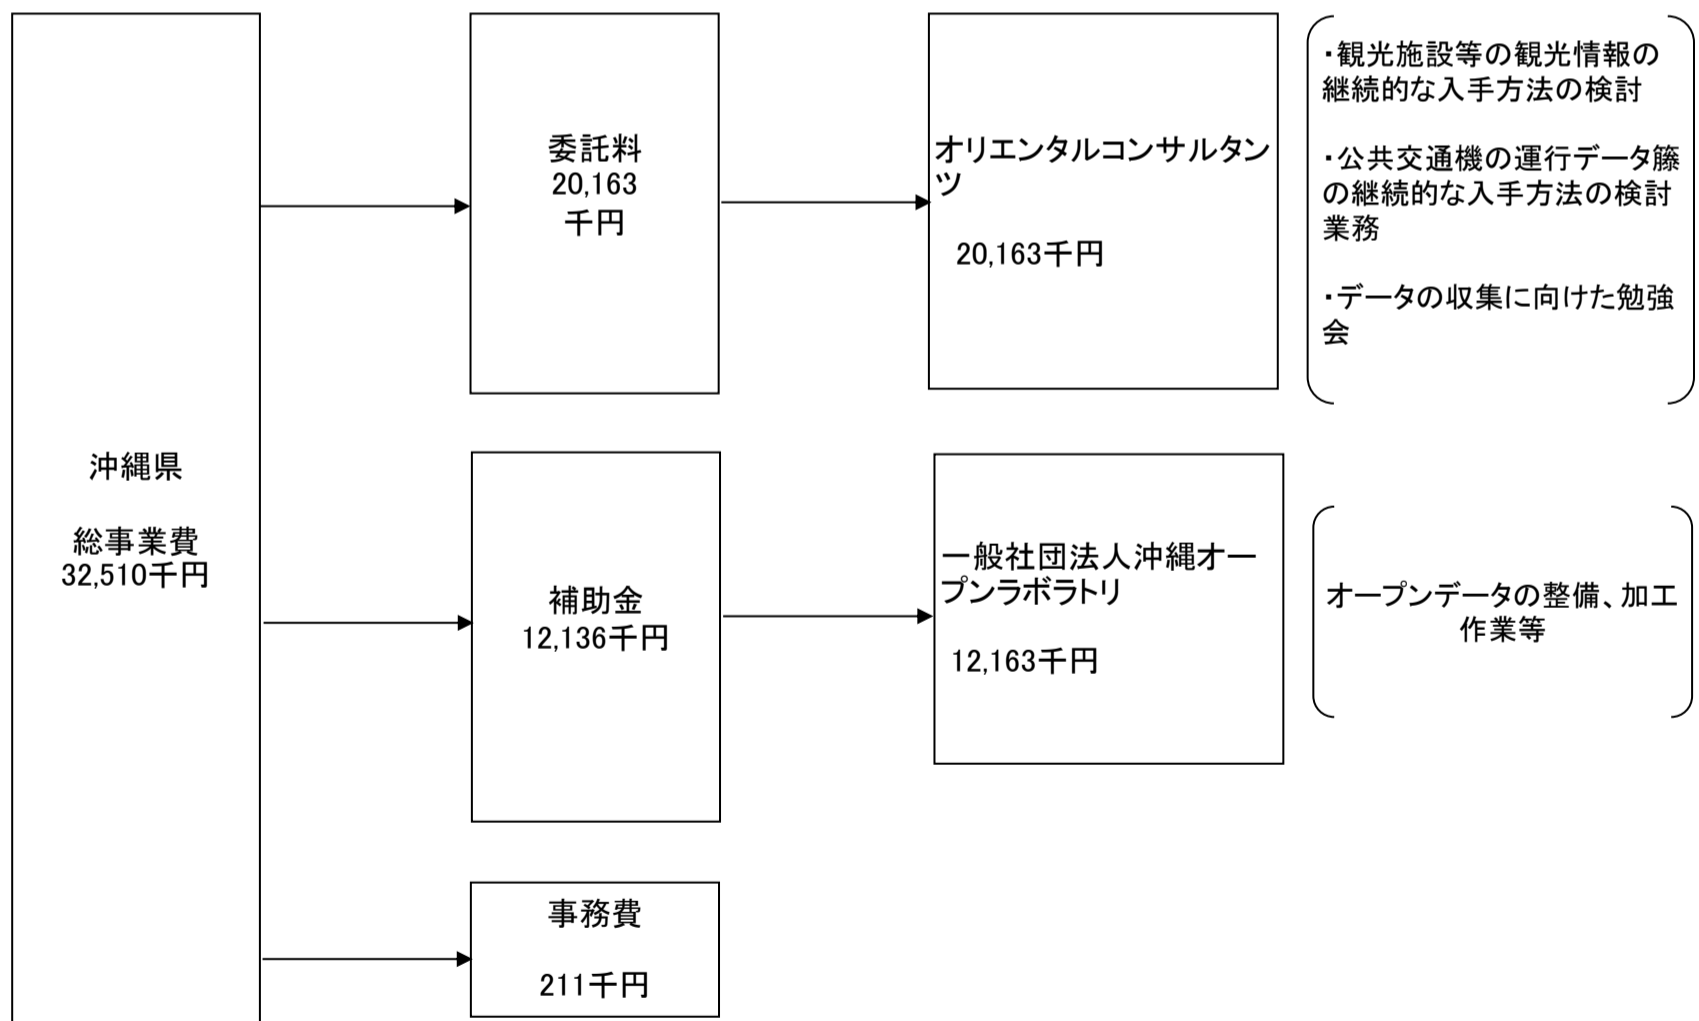 沖縄県
総事業費
32,510千円
委託料
20,163
千円
オリエンタルコンサルタン
ツ
20,163千円
・観光施設等の観光情報の
継続的な入手方法の検討
・公共交通機の運行データ籐
の継続的な入手方法の検討
業務
・データの収集に向けた勉強
会
補助金
12,136千円
一般社団法人沖縄オー
プンラボラトリ
12,163千円
オープンデータの整備、加工
作業等
事務費
211千円